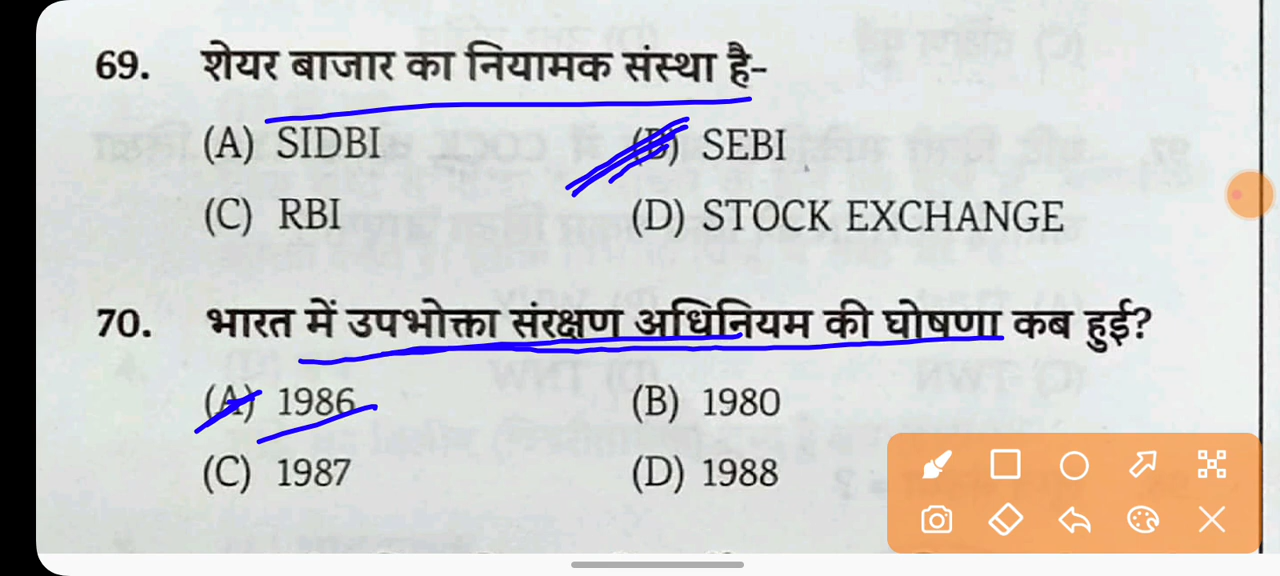 69. शेयर बाजार का नियामक संस्था है-
(A) SIDBI (B) SEBI
(C) RBI (D) STOCK EXCHANGE
70. भारत में उपभोक्ता संरक्षण अधिनियम की घोषणा कब हुई?
(A) 1986 (B) 1980
(C) 1987 (D) 1988